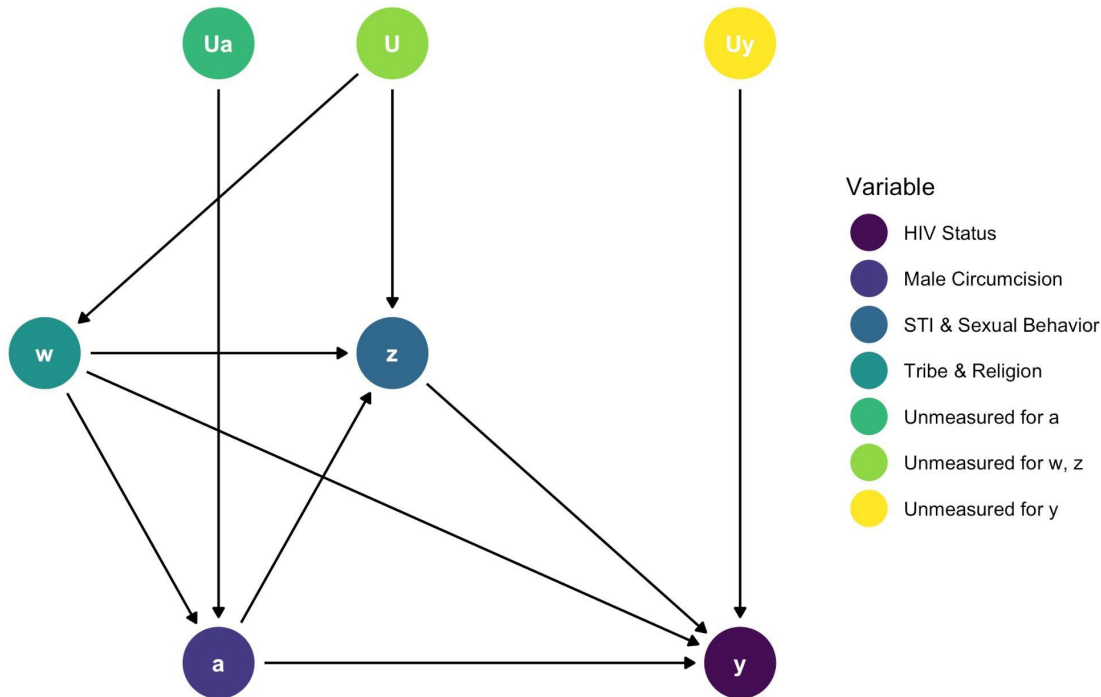 Ua
U
Uy
w
z
a
y
Variable
HIV Status
Male Circumcision
STI & Sexual Behavior
Tribe & Religion
Unmeasured for a
Unmeasured for w, z
Unmeasured for y